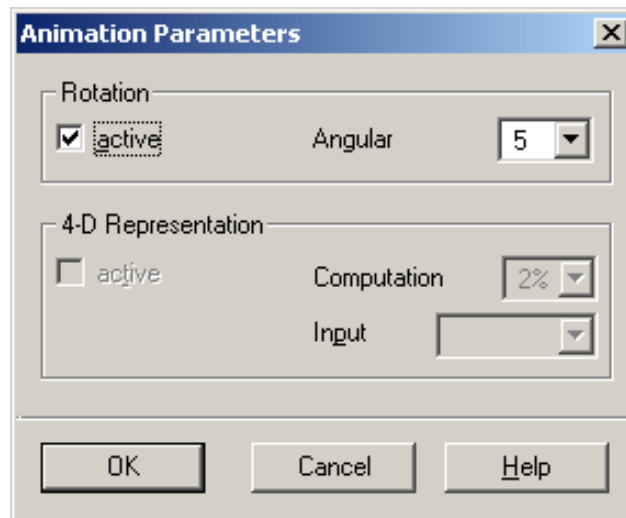 Animation Parameters
Rotation
active Angular 5
4-D Representation
active Computation 2%
Input
OK Cancel Help